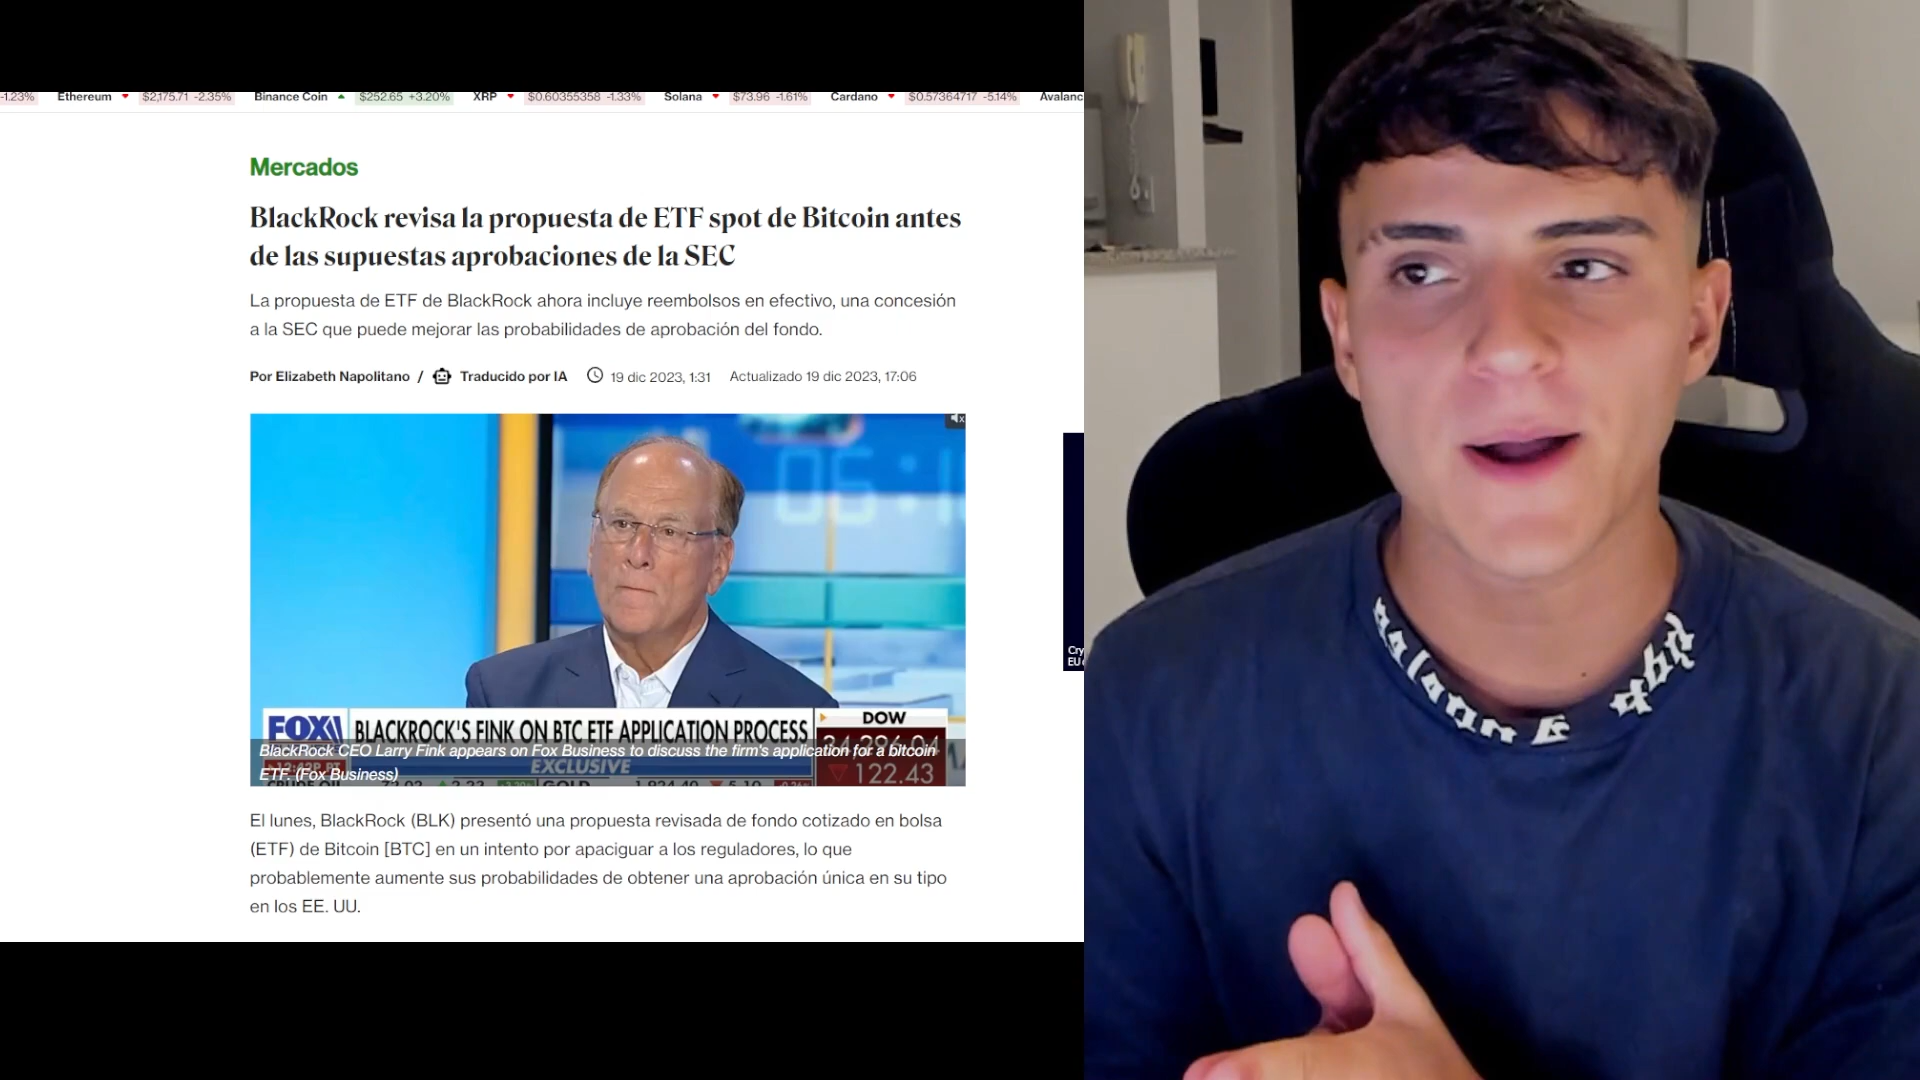 -1.23% Ethereum $2,175.71 -2.35% Binance Coin $252.65 +3.20% XRP $0.60355358 -1.33% Solana $73.96 -1.61% Cardano $0.57364717 -5.14% Avalanc
Mercados
BlackRock revisa la propuesta de ETF spot de Bitcoin antes
de las supuestas aprobaciones de la SEC
La propuesta de ETF de BlackRock ahora incluye reembolsos en efectivo, una concesión
a la SEC que puede mejorar las probabilidades de aprobación del fondo.
Por Elizabeth Napolitano / Traducido por IA 19 dic 2023, 1:31 Actualizado 19 dic 2023, 17:06
FOX BLACKROCK'S FINK ON BTC ETF APPLICATION PROCESS DOW
BlackRock CEO Larry Fink appears on Fox Business to discuss the firm's application for a bitcoin
ETF. (Fox Business)
EXCLUSIVE 122.43
Cry
EU
El lunes, BlackRock (BLK) presentó una propuesta revisada de fondo cotizado en bolsa
(ETF) de Bitcoin [BTC] en un intento por apaciguar a los reguladores, lo que
probablemente aumente sus probabilidades de obtener una aprobación única en su tipo
en los EE. UU.